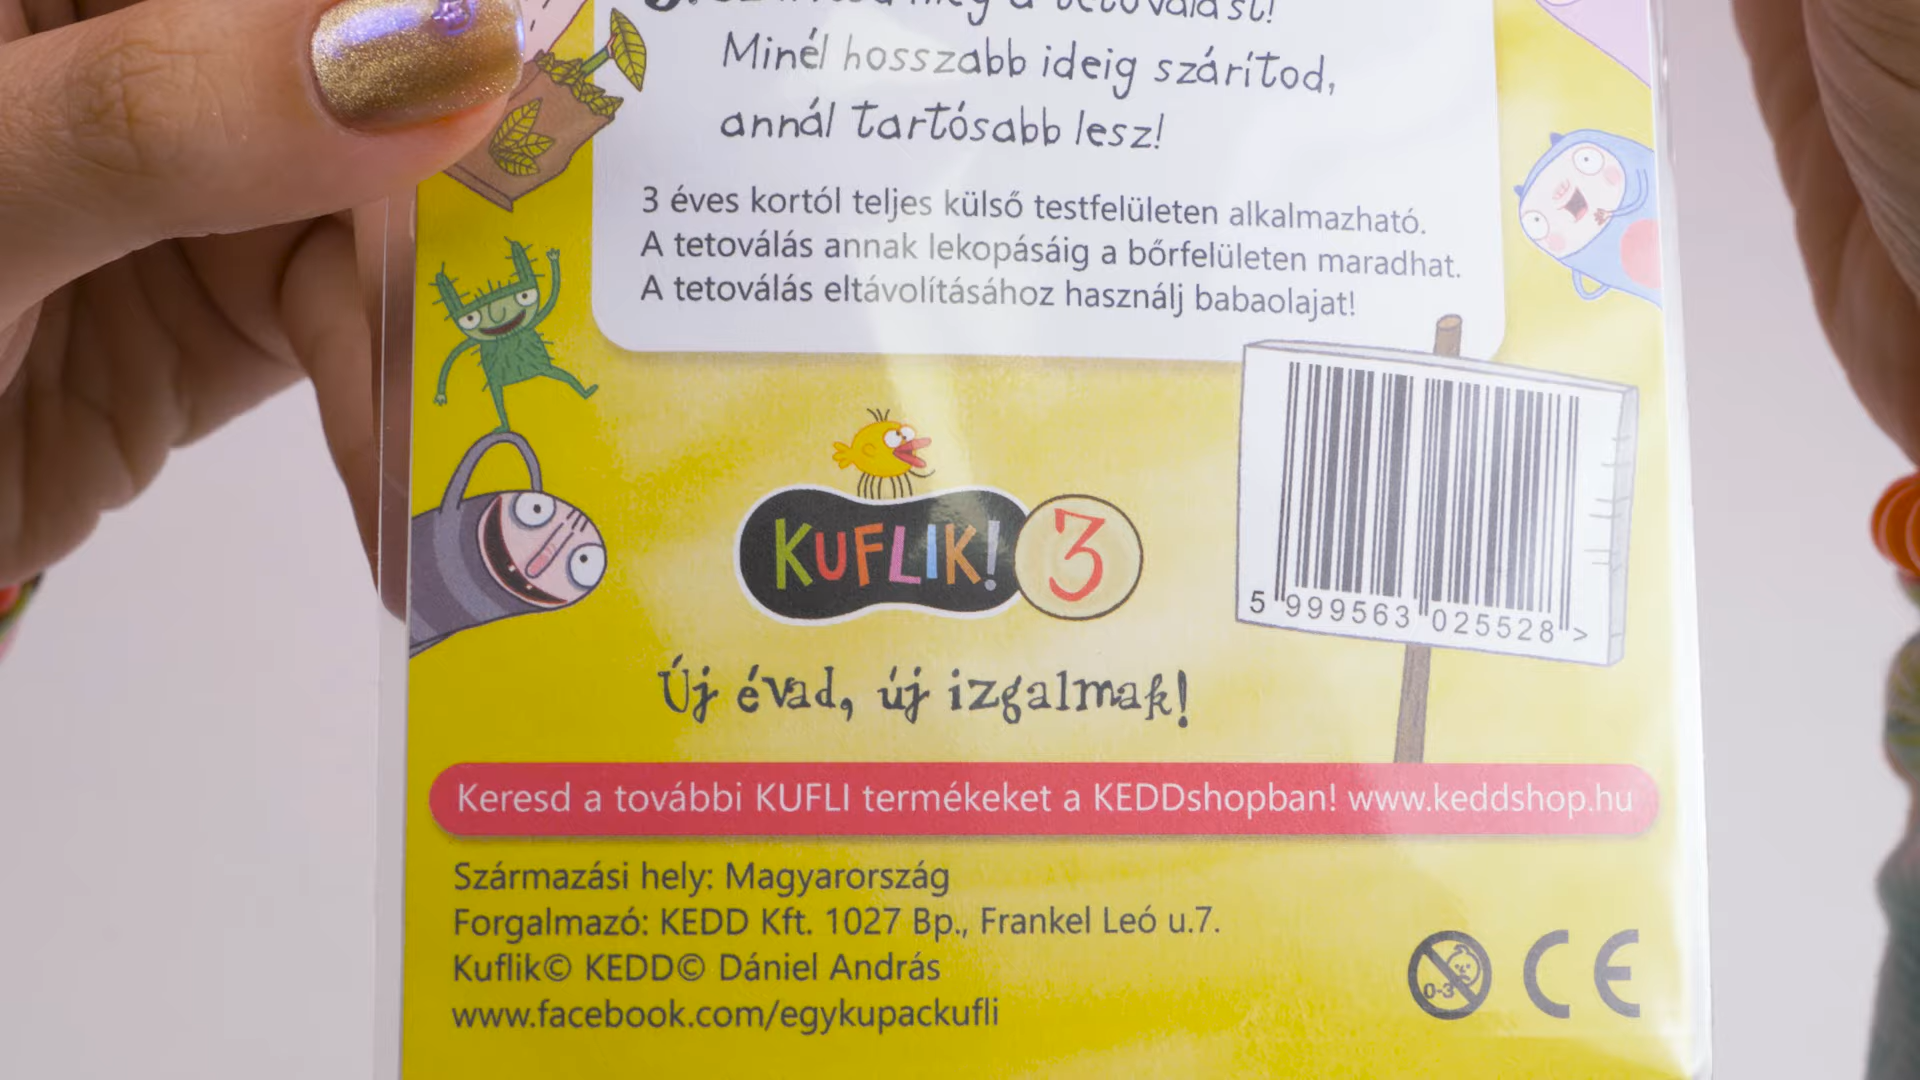 Minél hosszabb ideig szárítod,
annál tartósabb lesz!
3 éves kortól teljes külső testfelületen alkalmazható.
A tetoválás annak lekopásáig a bőrfelületen maradhat.
A tetoválás eltávolításához használj babaolajat!
KUFLIK! 3
5 999563 025528 >
Új évad, új izgalmak!
Keresd a további KUFLI termékeket a KEDDshopban! www.keddshop.hu
Származási hely: Magyarország
Forgalmazó: KEDD Kft. 1027 Bp., Frankel Leó u.7.
Kuflik© KEDD© Dániel András
www.facebook.com/egykupackufli
0-3
CE